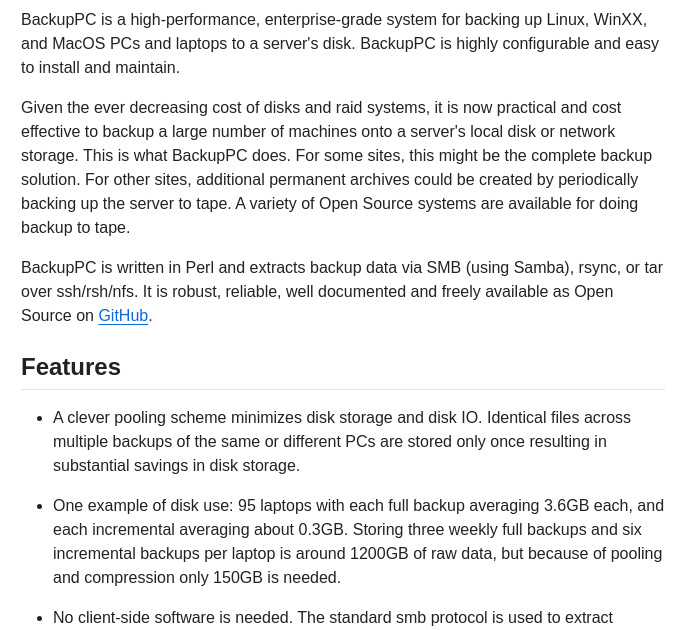 BackupPC is a high-performance, enterprise-grade system for backing up Linux, WinXX,
and MacOS PCs and laptops to a server's disk. BackupPC is highly configurable and easy
to install and maintain.
Given the ever decreasing cost of disks and raid systems, it is now practical and cost
effective to backup a large number of machines onto a server's local disk or network
storage. This is what BackupPC does. For some sites, this might be the complete backup
solution. For other sites, additional permanent archives could be created by periodically
backing up the server to tape. A variety of Open Source systems are available for doing
backup to tape.
BackupPC is written in Perl and extracts backup data via SMB (using Samba), rsync, or tar
over ssh/rsh/nfs. It is robust, reliable, well documented and freely available as Open
Source on GitHub.
Features
• A clever pooling scheme minimizes disk storage and disk IO. Identical files across
multiple backups of the same or different PCs are stored only once resulting in
substantial savings in disk storage.
• One example of disk use: 95 laptops with each full backup averaging 3.6GB each, and
each incremental averaging about 0.3GB. Storing three weekly full backups and six
incremental backups per laptop is around 1200GB of raw data, but because of pooling
and compression only 150GB is needed.
• No client-side software is needed. The standard smb protocol is used to extract